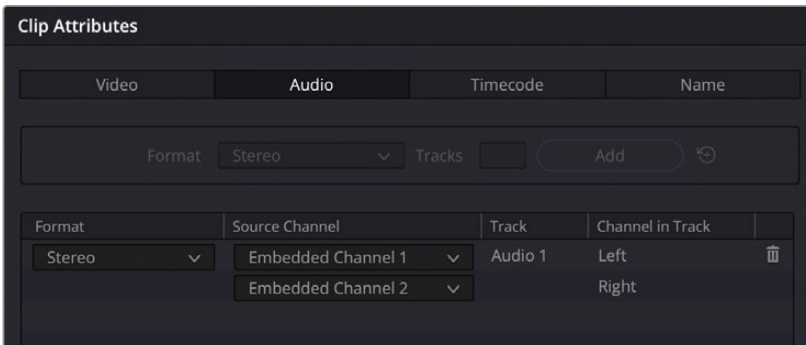 Clip Attributes
Video Audio Timecode Name
Format Stereo Tracks Add
Format Source Channel Track Channel in Track
Stereo Embedded Channel 1 Audio 1 Left
Embedded Channel 2 Right